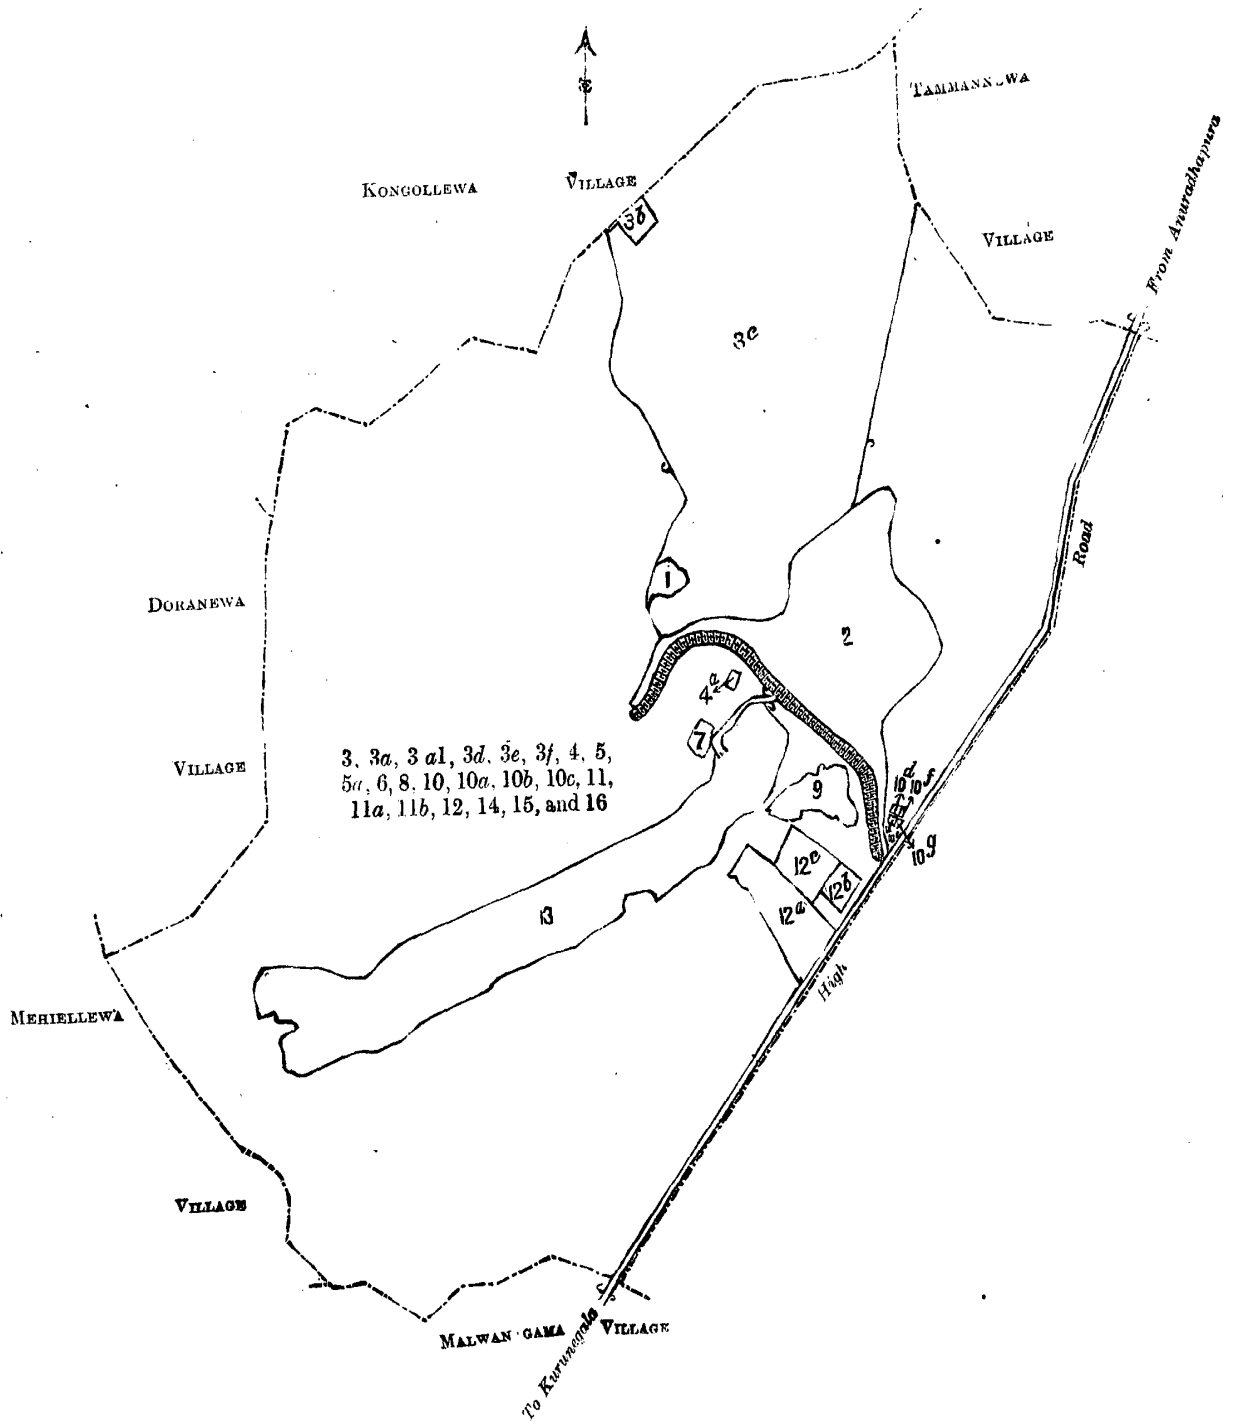 TAMMANNEWA
KONGOLLEWA VILLAGE
3b
VILLAGE
From Anuradhapura
3c
Road
1
DORANEWA
2
4a
7
VILLAGE
3, 3a, 3 a1, 3d, 3e, 3f, 4, 5,
5a, 6, 8, 10, 10a, 10b, 10c, 11,
11a, 11b, 12, 14, 15, and 16
9
10d
10f
10g
12c
12b
12a
13
High
MEHIELLEWA
VILLAGE
MALWAN GAMA VILLAGE
To Kurunegala